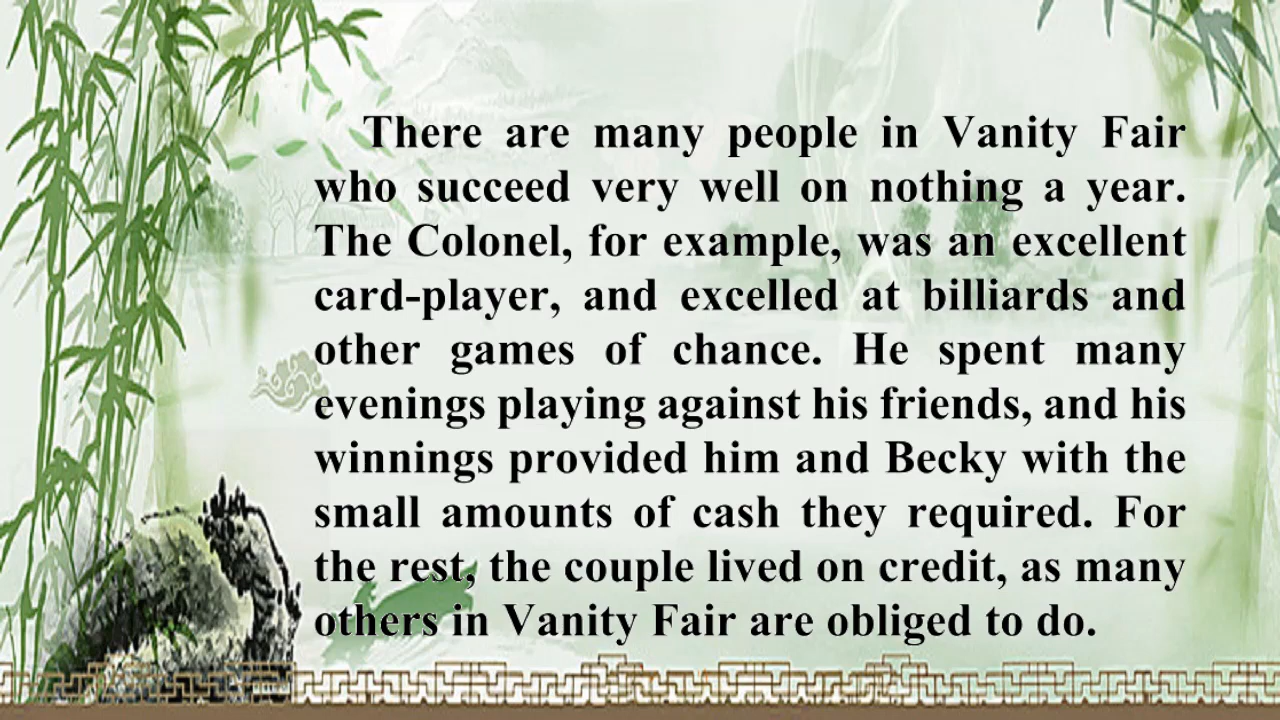 There are many people in Vanity Fair
who succeed very well on nothing a year.
The Colonel, for example, was an excellent
card-player, and excelled at billiards and
other games of chance. He spent many
evenings playing against his friends, and his
winnings provided him and Becky with the
small amounts of cash they required. For
the rest, the couple lived on credit, as many
others in Vanity Fair are obliged to do.